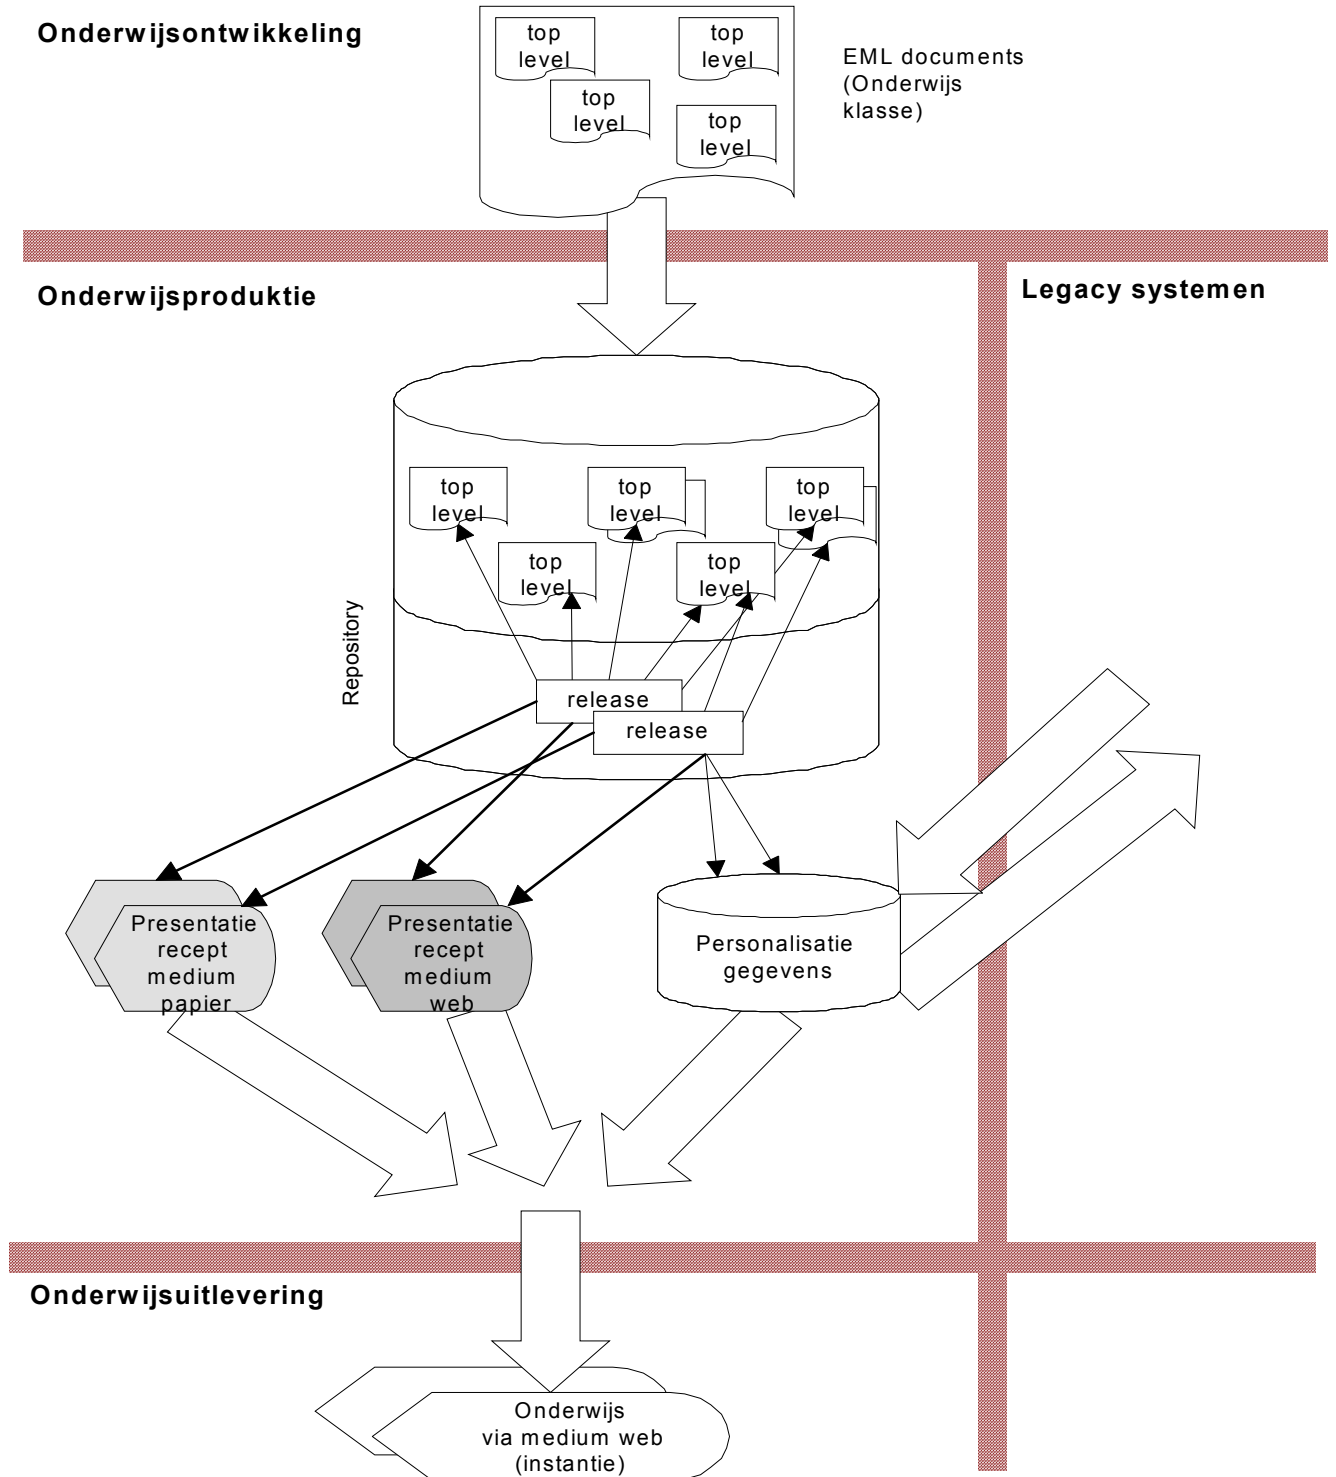 Onderwijsontwikkeling
top
level
top
level
top
level
top
level
EML documents
(Onderwijs
klasse)
Onderwijsproduktie
Legacy systemen
top
level
top
level
top
level
top
level
top
level
Repository
release
release
Presentatie
recept
medium
papier
Presentatie
recept
medium
web
Personalisatie
gegevens
Onderwijsuitlevering
Onderwijs
via medium web
(instantie)